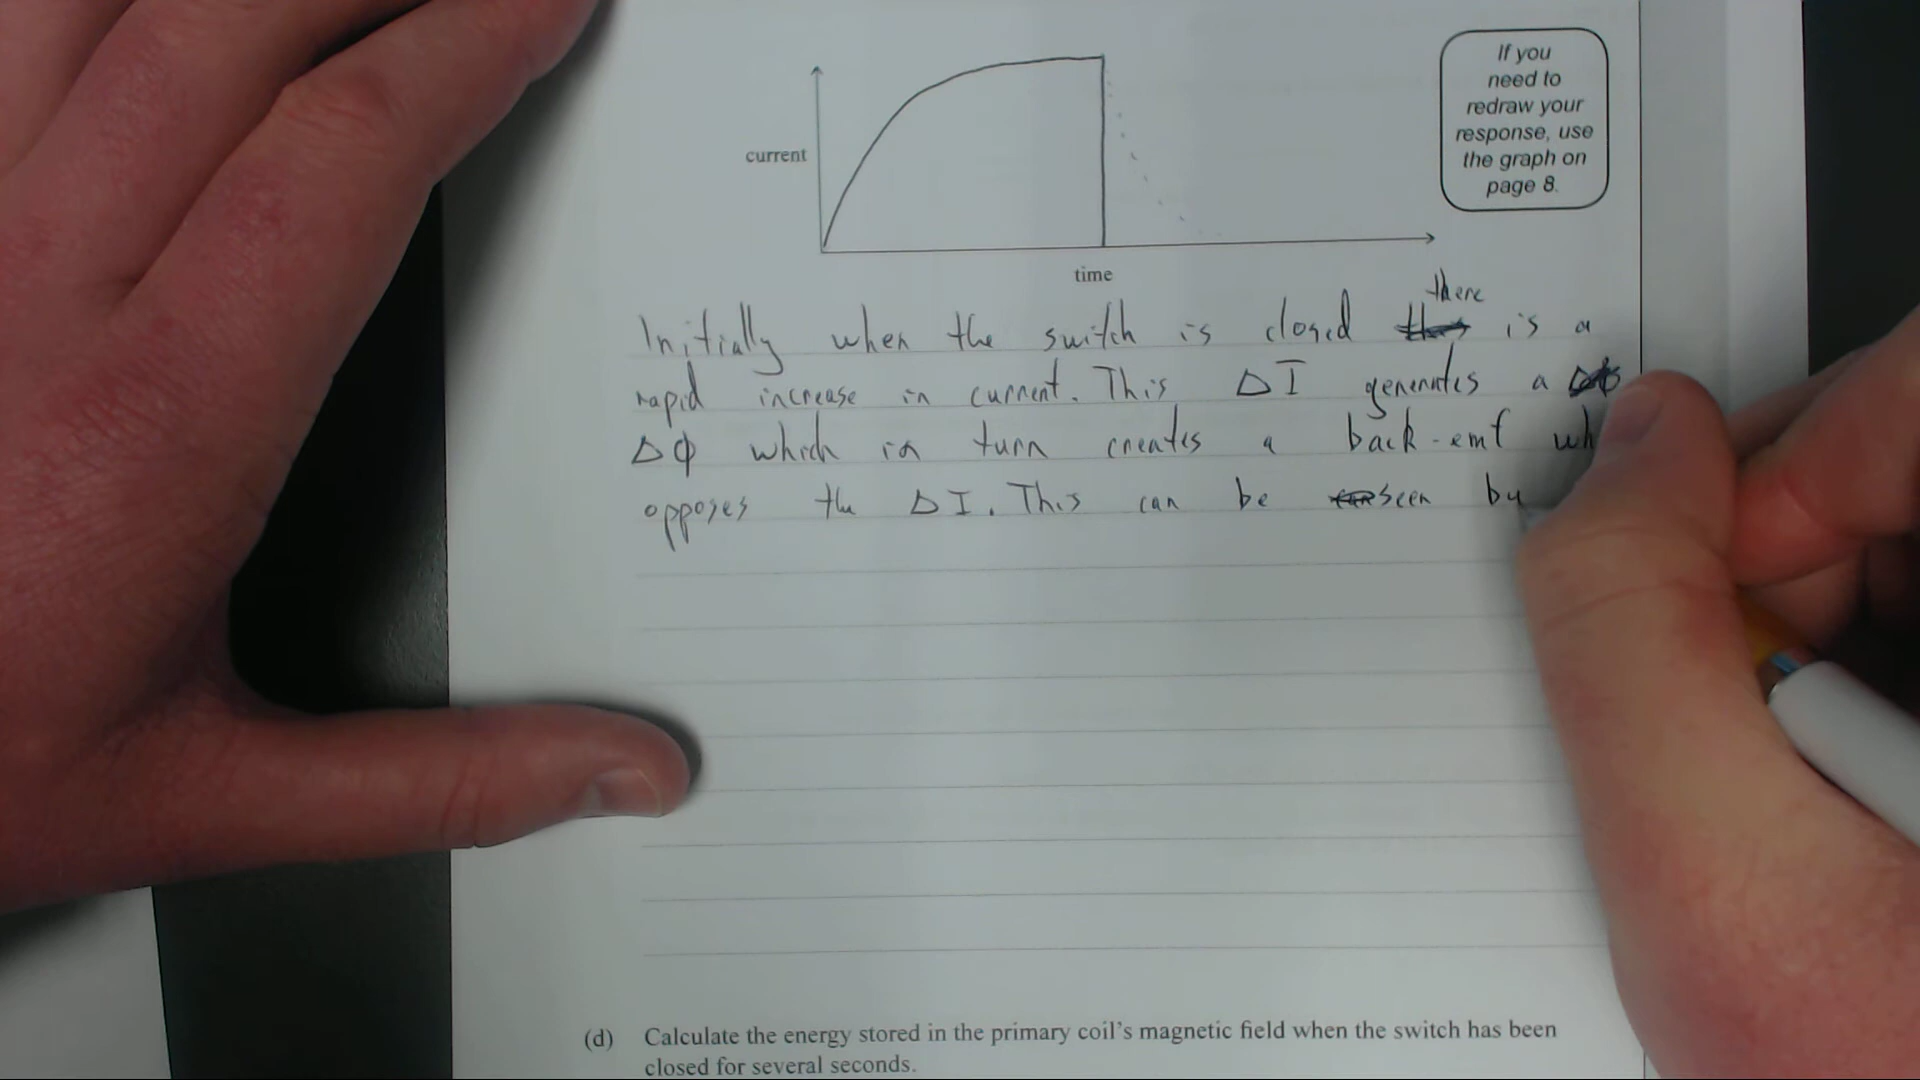 If you
need to
redraw your
response, use
the graph on
page 8.
current
time
there
Initially when the switch is closed is a
rapid increase in current. This ΔI generates a
Δϕ which in turn creates a back-emf
opposes the ΔI. This can be seen by
(d) Calculate the energy stored in the primary coil's magnetic field when the switch has been
closed for several seconds.